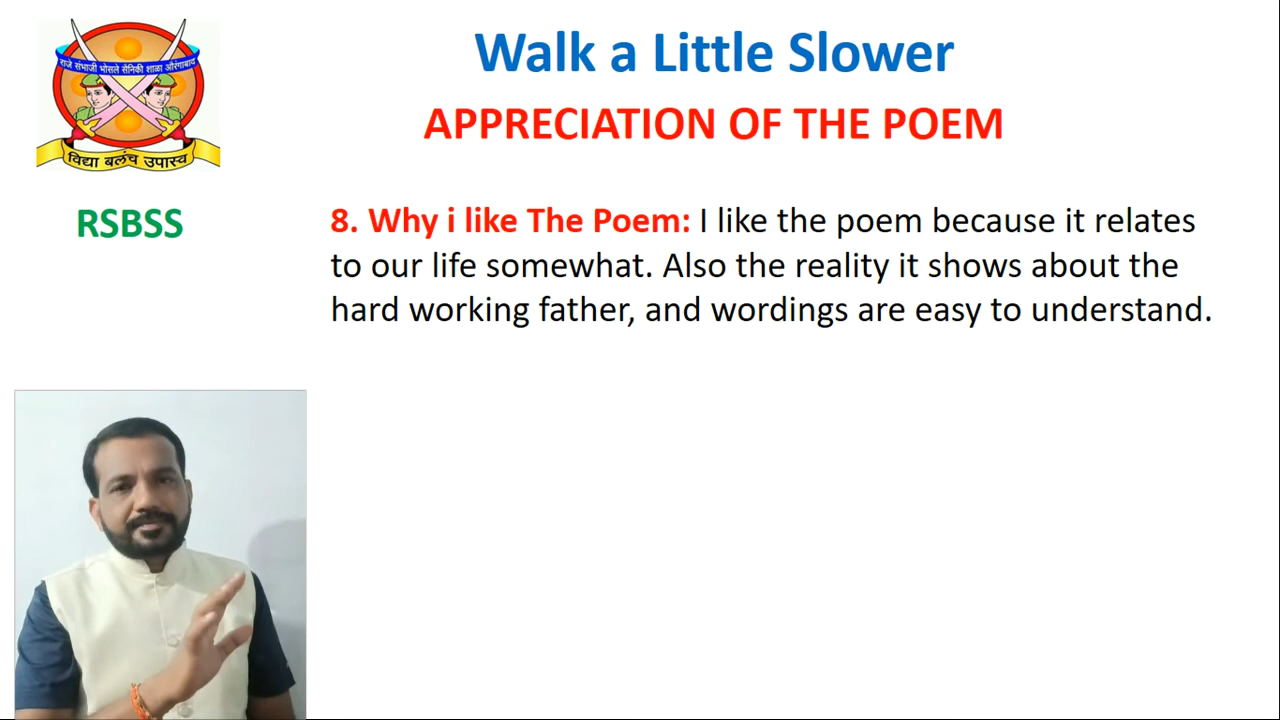 राजे संभाजी भोसले सैनिकी शाळा औरंगाबाद
विद्या बलंच उपास्व
RSBSS
Walk a Little Slower
APPRECIATION OF THE POEM
8. Why i like The Poem: I like the poem because it relates
to our life somewhat. Also the reality it shows about the
hard working father, and wordings are easy to understand.